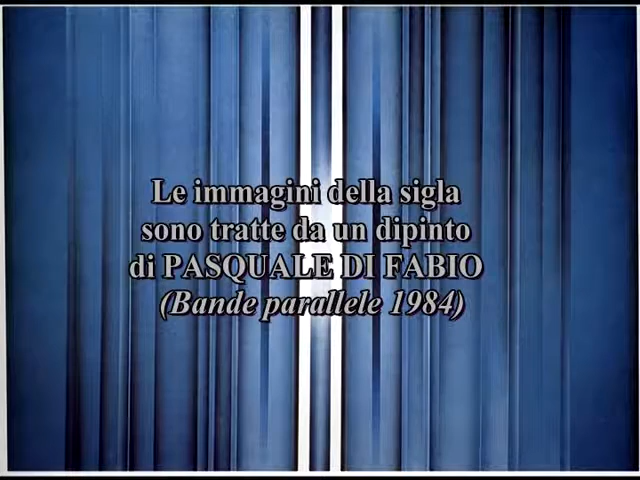 Le immagini della sigla
sono tratte da un dipinto
di PASQUALE DI FABIO
(Bande parallele 1984)